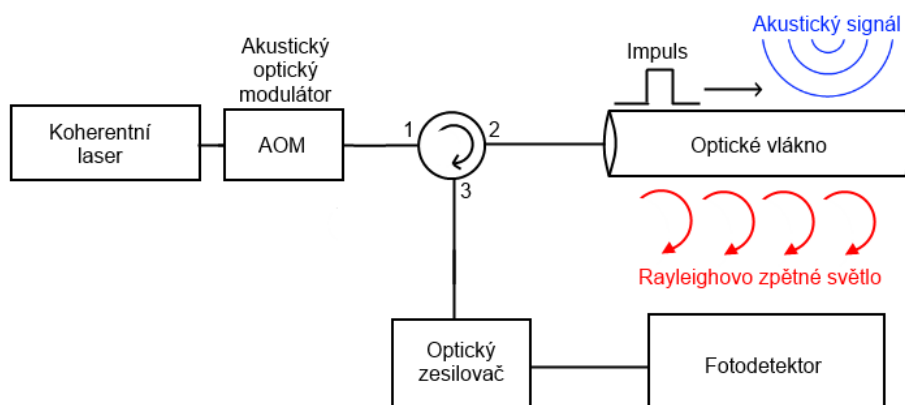 Akustický signál
Impuls
Akustický
optický
modulátor
Koherentní
laser
AOM
1
2
3
Optické vlákno
Rayleighovo zpětné světlo
Optický
zesilovač
Fotodetektor